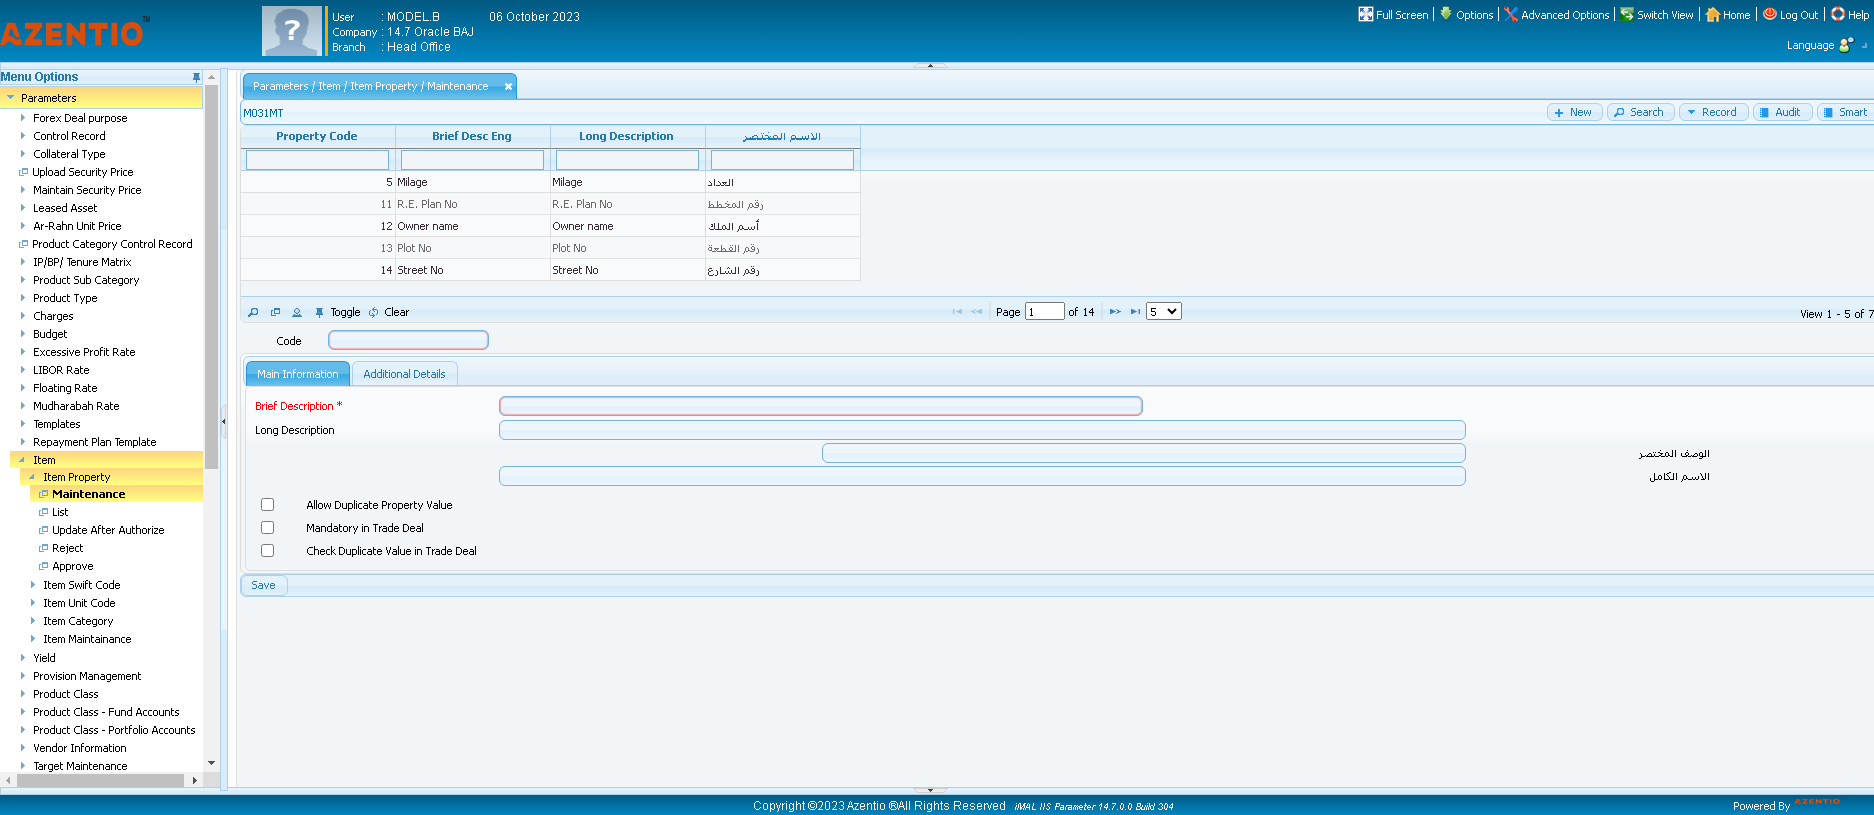 AZENTIO™
User : MODEL.B 06 October 2023
Company : 14.7 Oracle BAJ
Branch : Head Office
Full Screen Options Advanced Options Switch View Home Log Out Help
Language
Menu Options
Parameters
Forex Deal purpose
Control Record
Collateral Type
Upload Security Price
Maintain Security Price
Leased Asset
Ar-Rahn Unit Price
Product Category Control Record
IP/BP/ Tenure Matrix
Product Sub Category
Product Type
Charges
Budget
Excessive Profit Rate
LIBOR Rate
Floating Rate
Mudharabah Rate
Templates
Repayment Plan Template
Item
Item Property
Maintenance
List
Update After Authorize
Reject
Approve
Item Swift Code
Item Unit Code
Item Category
Item Maintainance
Yield
Provision Management
Product Class
Product Class - Fund Accounts
Product Class - Portfolio Accounts
Vendor Information
Target Maintenance
Parameters / Item / Item Property / Maintenance
M031MT
New Search Record Audit Smart
Property Code Brief Desc Eng Long Description الاسم المختصر
5 Milage Milage العداد
11 R.E. Plan No R.E. Plan No رقم المخطط
12 Owner name Owner name أسم الملك
13 Plot No Plot No رقم القطعة
14 Street No Street No رقم الشارع
Toggle Clear
Page 1 of 14 5
View 1 - 5 of 7
Code
Main Information Additional Details
Brief Description *
Long Description
الوصف المختصر
الاسم الكامل
Allow Duplicate Property Value
Mandatory in Trade Deal
Check Duplicate Value in Trade Deal
Save
Copyright ©2023 Azentio ®All Rights Reserved iMAL IIS Parameter 14.7.0.0 Build 304
Powered By AZENTIO